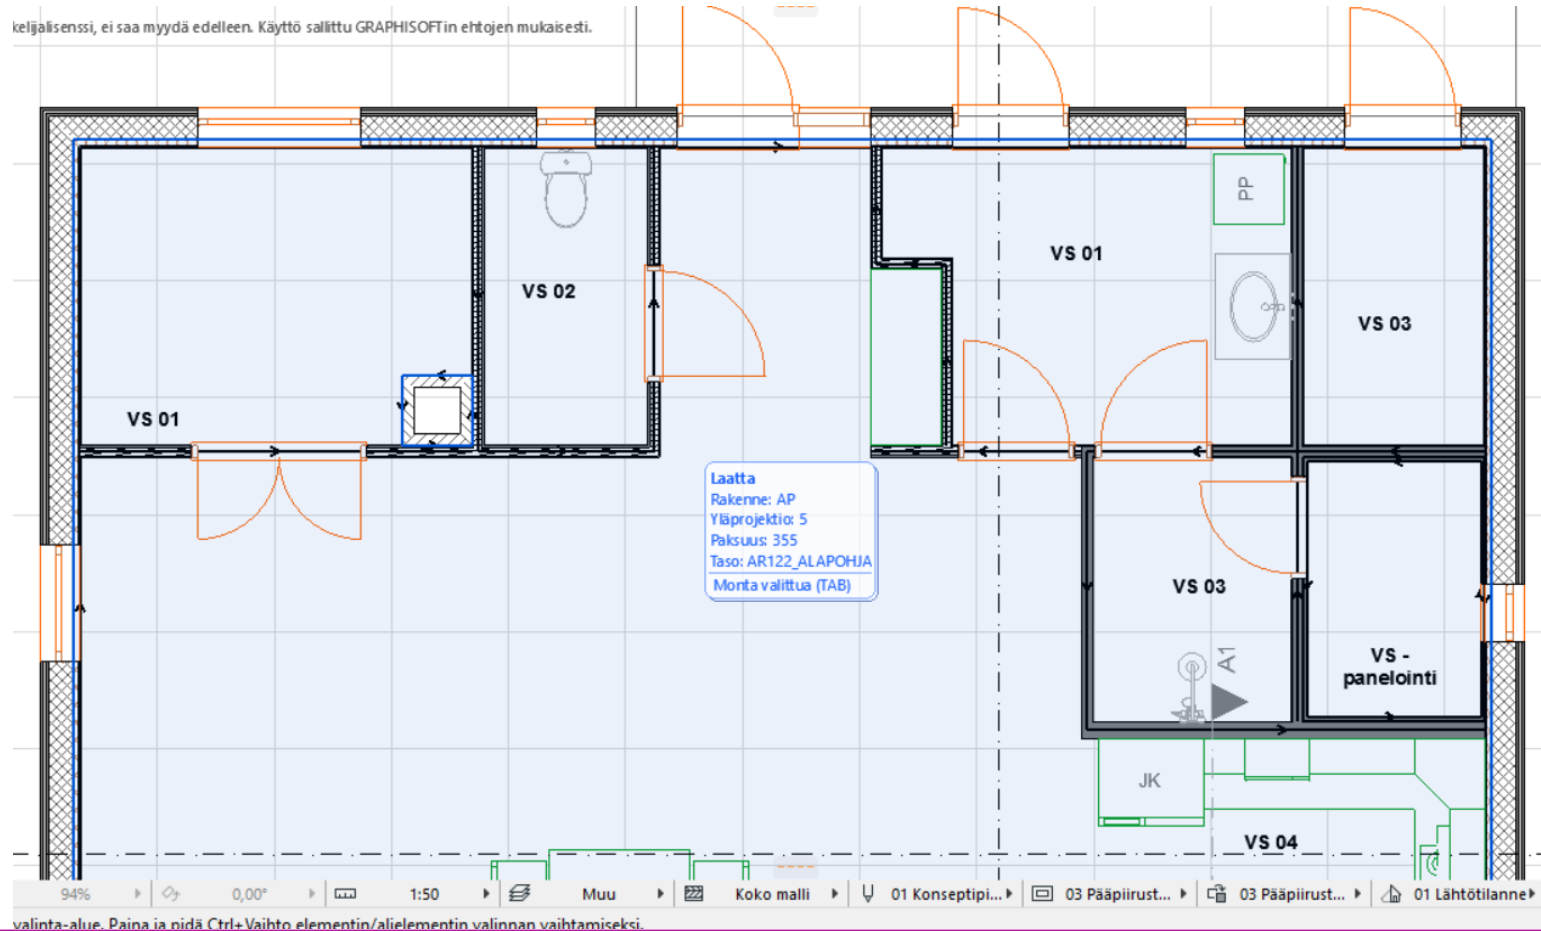 kelijalisenssi, ei saa myydä edelleen. Käyttö sallittu GRAPHISOFTin ehtojen mukaisesti.
PP
VS 01
VS 02
VS 03
VS 01
Laatta
Rakenne: AP
Yläprojektio: 5
Paksuus: 355
Taso: AR122_ALAPOHJA
Monta valittua (TAB)
VS 03
A1
VS -
panelointi
JK
VS 04
94% 0,00° 1:50 Muu Koko malli 01 Konseptipi... 03 Pääpiirust... 03 Pääpiirust... 01 Lähtötilanne
valinta-alue. Paina ja pidä Ctrl+Vaihto elementin/alielementin valinnan vaihtamiseksi.